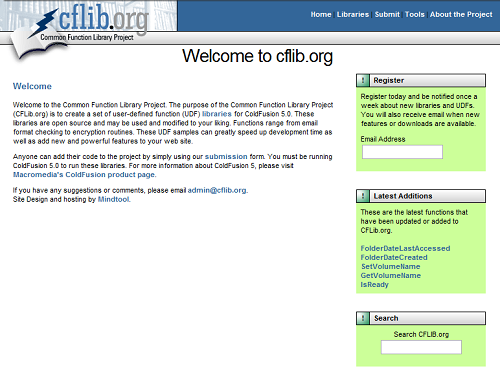 cflib.org
Common Function Library Project
Home | Libraries | Submit | Tools | About the Project
Welcome to cflib.org
Welcome
Welcome to the Common Function Library Project. The purpose of the Common Function Library Project
(CFLib.org) is to create a set of user-defined function (UDF) libraries for ColdFusion 5.0. These
libraries are open source and may be used and modified to your liking. Functions range from email
format checking to encryption routines. These UDF samples can greatly speed up development time as
well as add new and powerful features to your web site.
Anyone can add their code to the project by simply using our submission form. You must be running
ColdFusion 5.0 to run these libraries. For more information about ColdFusion 5, please visit
Macromedia's ColdFusion product page.
If you have any suggestions or comments, please email admin@cflib.org.
Site Design and hosting by Mindtool.
! Register
Register today and be notified once a
week about new libraries and UDFs.
You will also receive email when new
features or downloads are available.
Email Address
! Latest Additions
These are the latest functions that
have been updated or added to
CFLib.org.
FolderDateLastAccessed
FolderDateCreated
SetVolumeName
GetVolumeName
IsReady
! Search
Search CFLIB.org